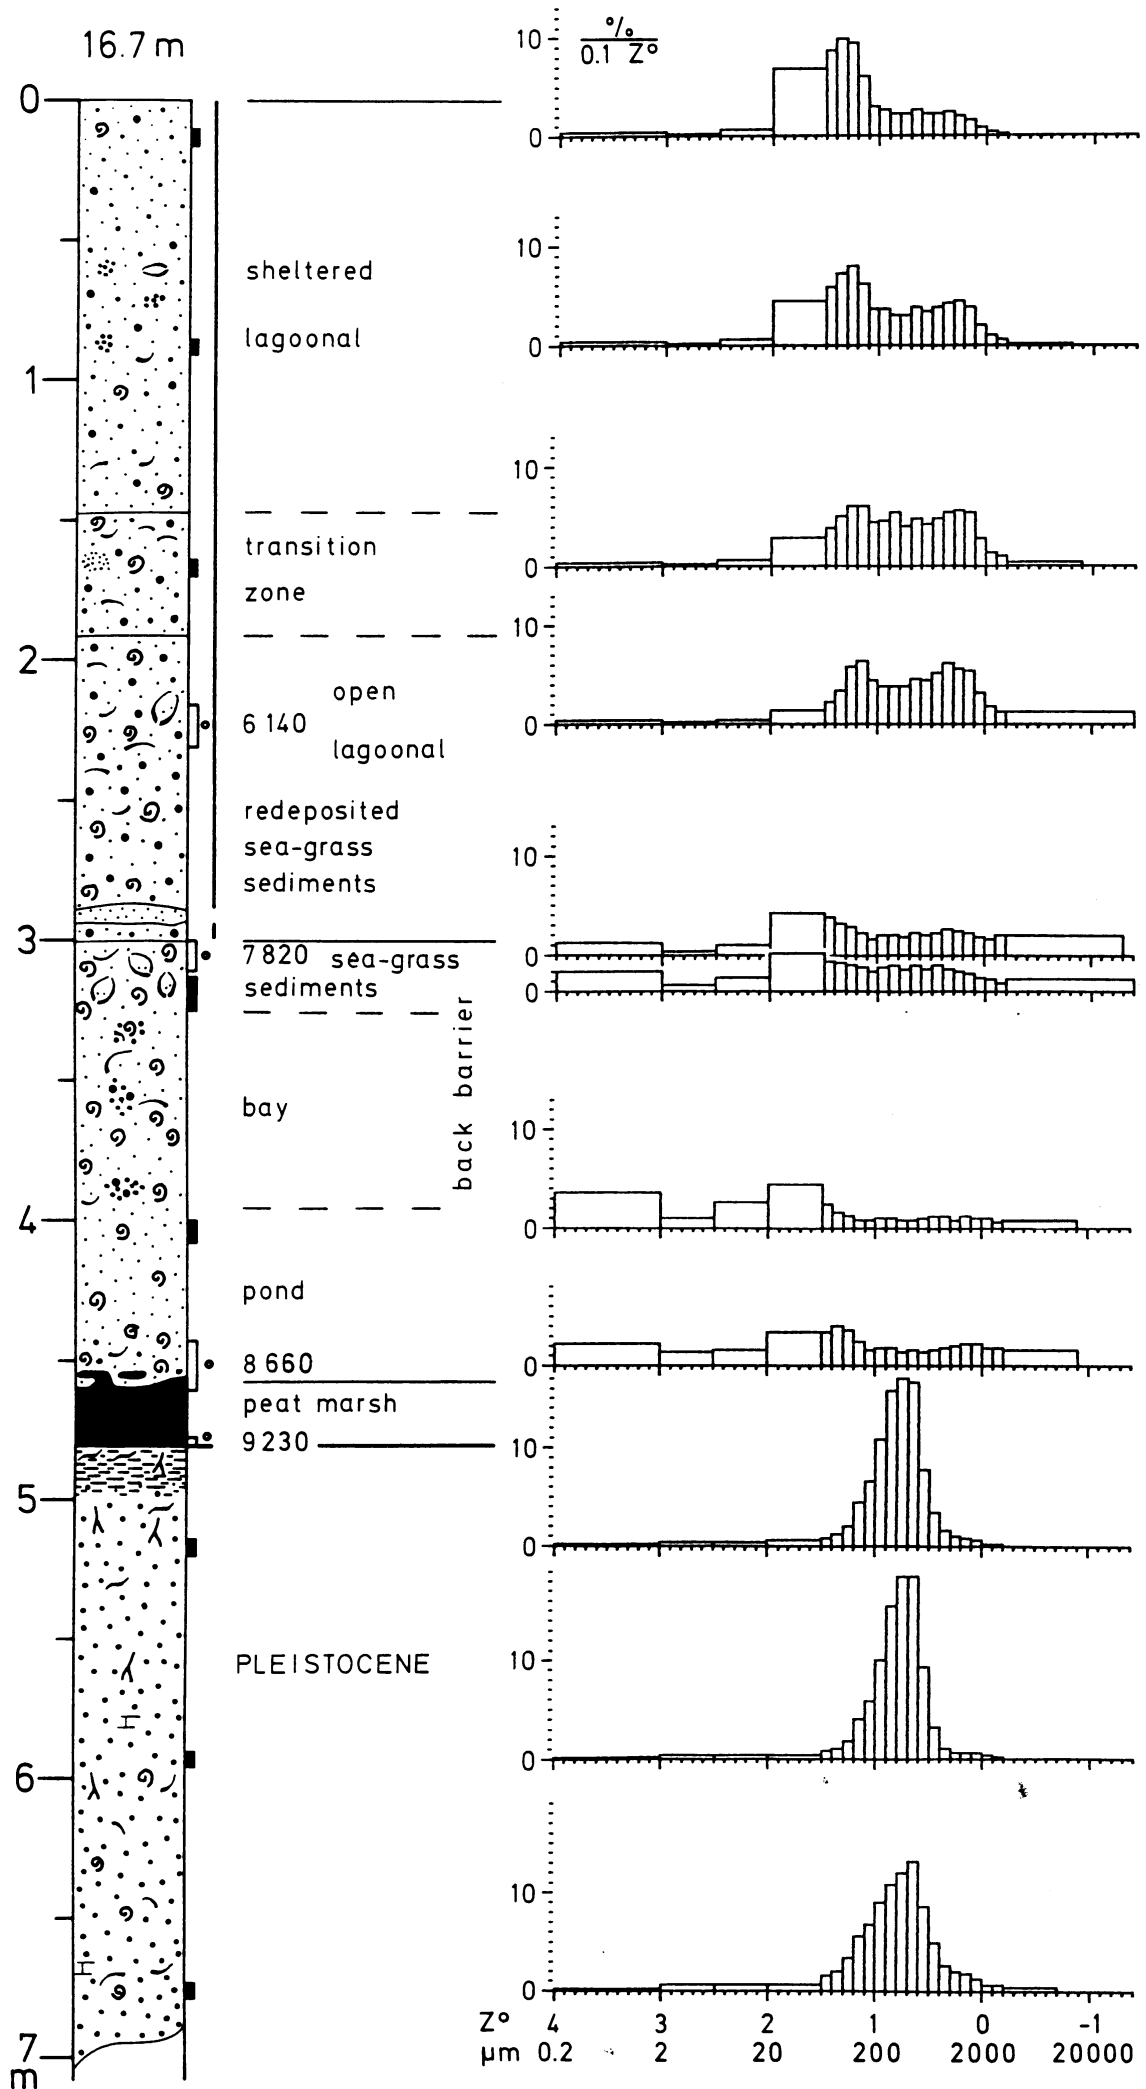 16.7 m
%
0.1 Z°
10
0
0
sheltered
lagoonal
10
0
1
10
0
transition
zone
10
0
2
open
6 140
lagoonal
redeposited
sea-grass
sediments
10
0
3
7 820 sea-grass
sediments
0
back barrier
bay
10
0
4
pond
8 660
0
peat marsh
9 230
10
0
5
PLEISTOCENE
10
0
6
10
0
7
m
Z° 4 3 2 1 0 -1
µm 0.2 2 20 200 2000 20000